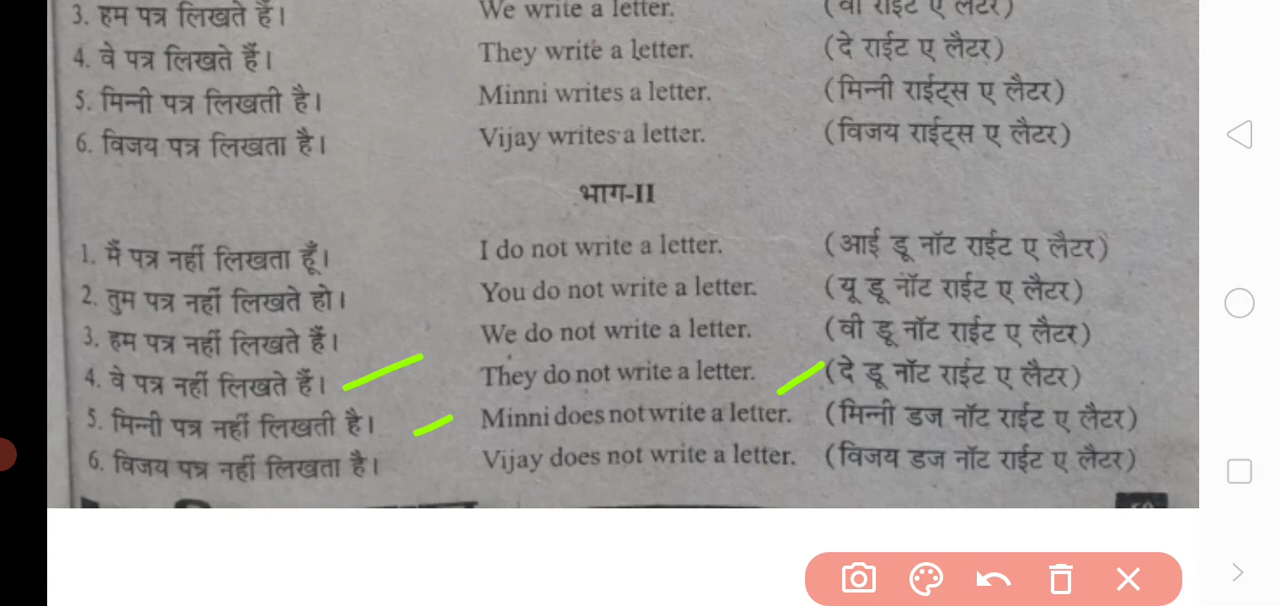 3. हम पत्र लिखते हैं। We write a letter. (वी राईट ए लैटर)
4. वे पत्र लिखते हैं। They write a letter. (दे राईट ए लैटर)
5. मिन्नी पत्र लिखती है। Minni writes a letter. (मिन्नी राईट्स ए लैटर)
6. विजय पत्र लिखता है। Vijay writes a letter. (विजय राईट्स ए लैटर)
भाग-II
1. मैं पत्र नहीं लिखता हूँ। I do not write a letter. (आई डू नॉट राईट ए लैटर)
2. तुम पत्र नहीं लिखते हो। You do not write a letter. (यू डू नॉट राईट ए लैटर)
3. हम पत्र नहीं लिखते हैं। We do not write a letter. (वी डू नॉट राईट ए लैटर)
4. वे पत्र नहीं लिखते हैं। They do not write a letter. (दे डू नॉट राईट ए लैटर)
5. मिन्नी पत्र नहीं लिखती है। Minni does not write a letter. (मिन्नी डज नॉट राईट ए लैटर)
6. विजय पत्र नहीं लिखता है। Vijay does not write a letter. (विजय डज नॉट राईट ए लैटर)